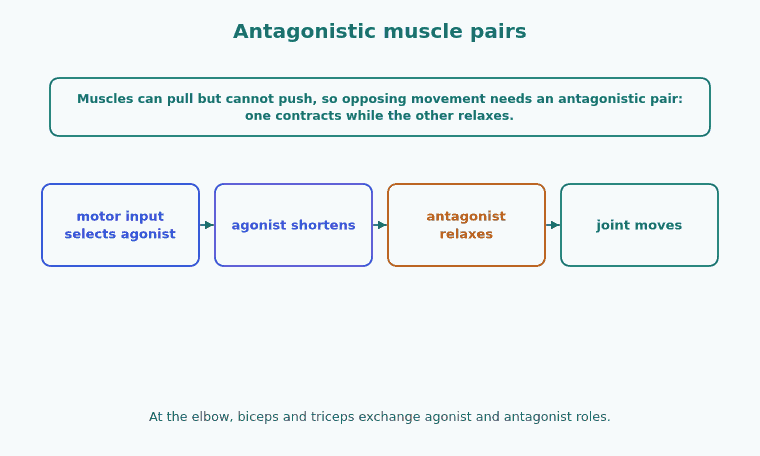 Antagonistic muscle pairs
Muscles can pull but cannot push, so opposing movement needs an antagonistic pair:
one contracts while the other relaxes.
motor input
selects agonist
agonist shortens
antagonist
relaxes
joint moves
At the elbow, biceps and triceps exchange agonist and antagonist roles.